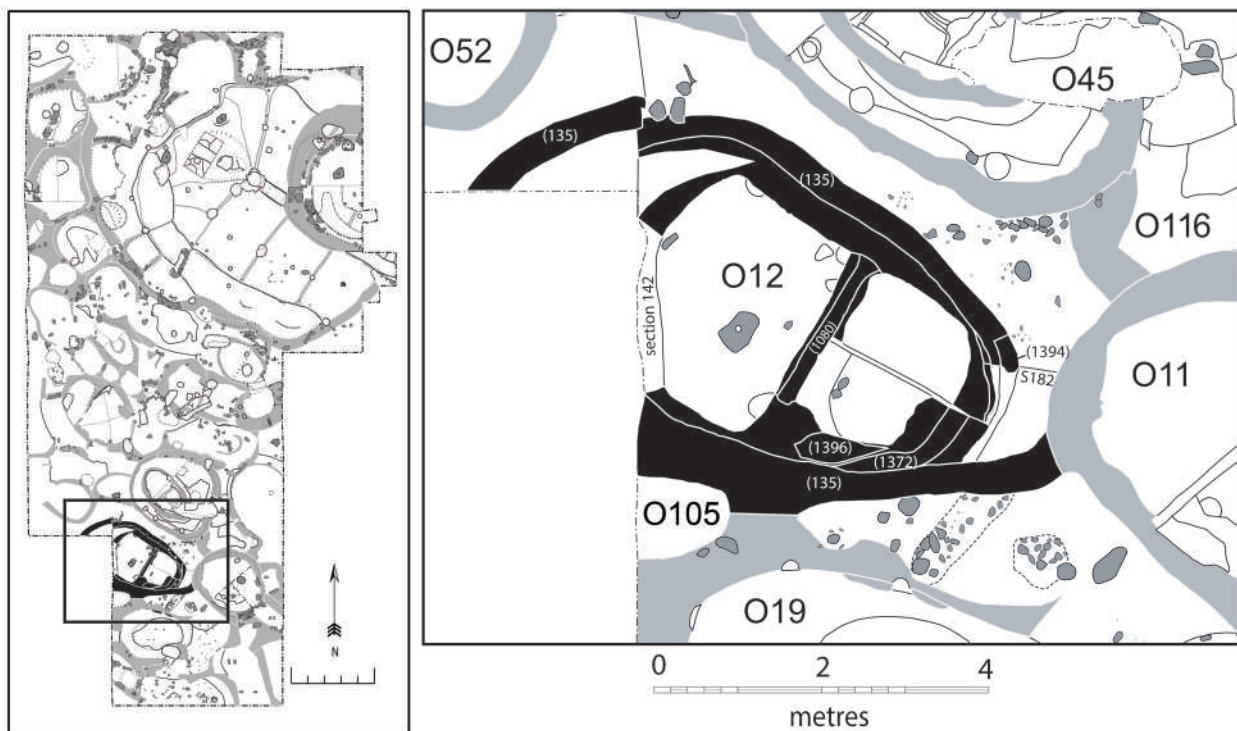 N
O52
O45
(135)
(135)
O116
O12
section 142
(1080)
(1394)
S182
O11
(1396)
(1372)
(135)
O105
O19
0 2 4
metres